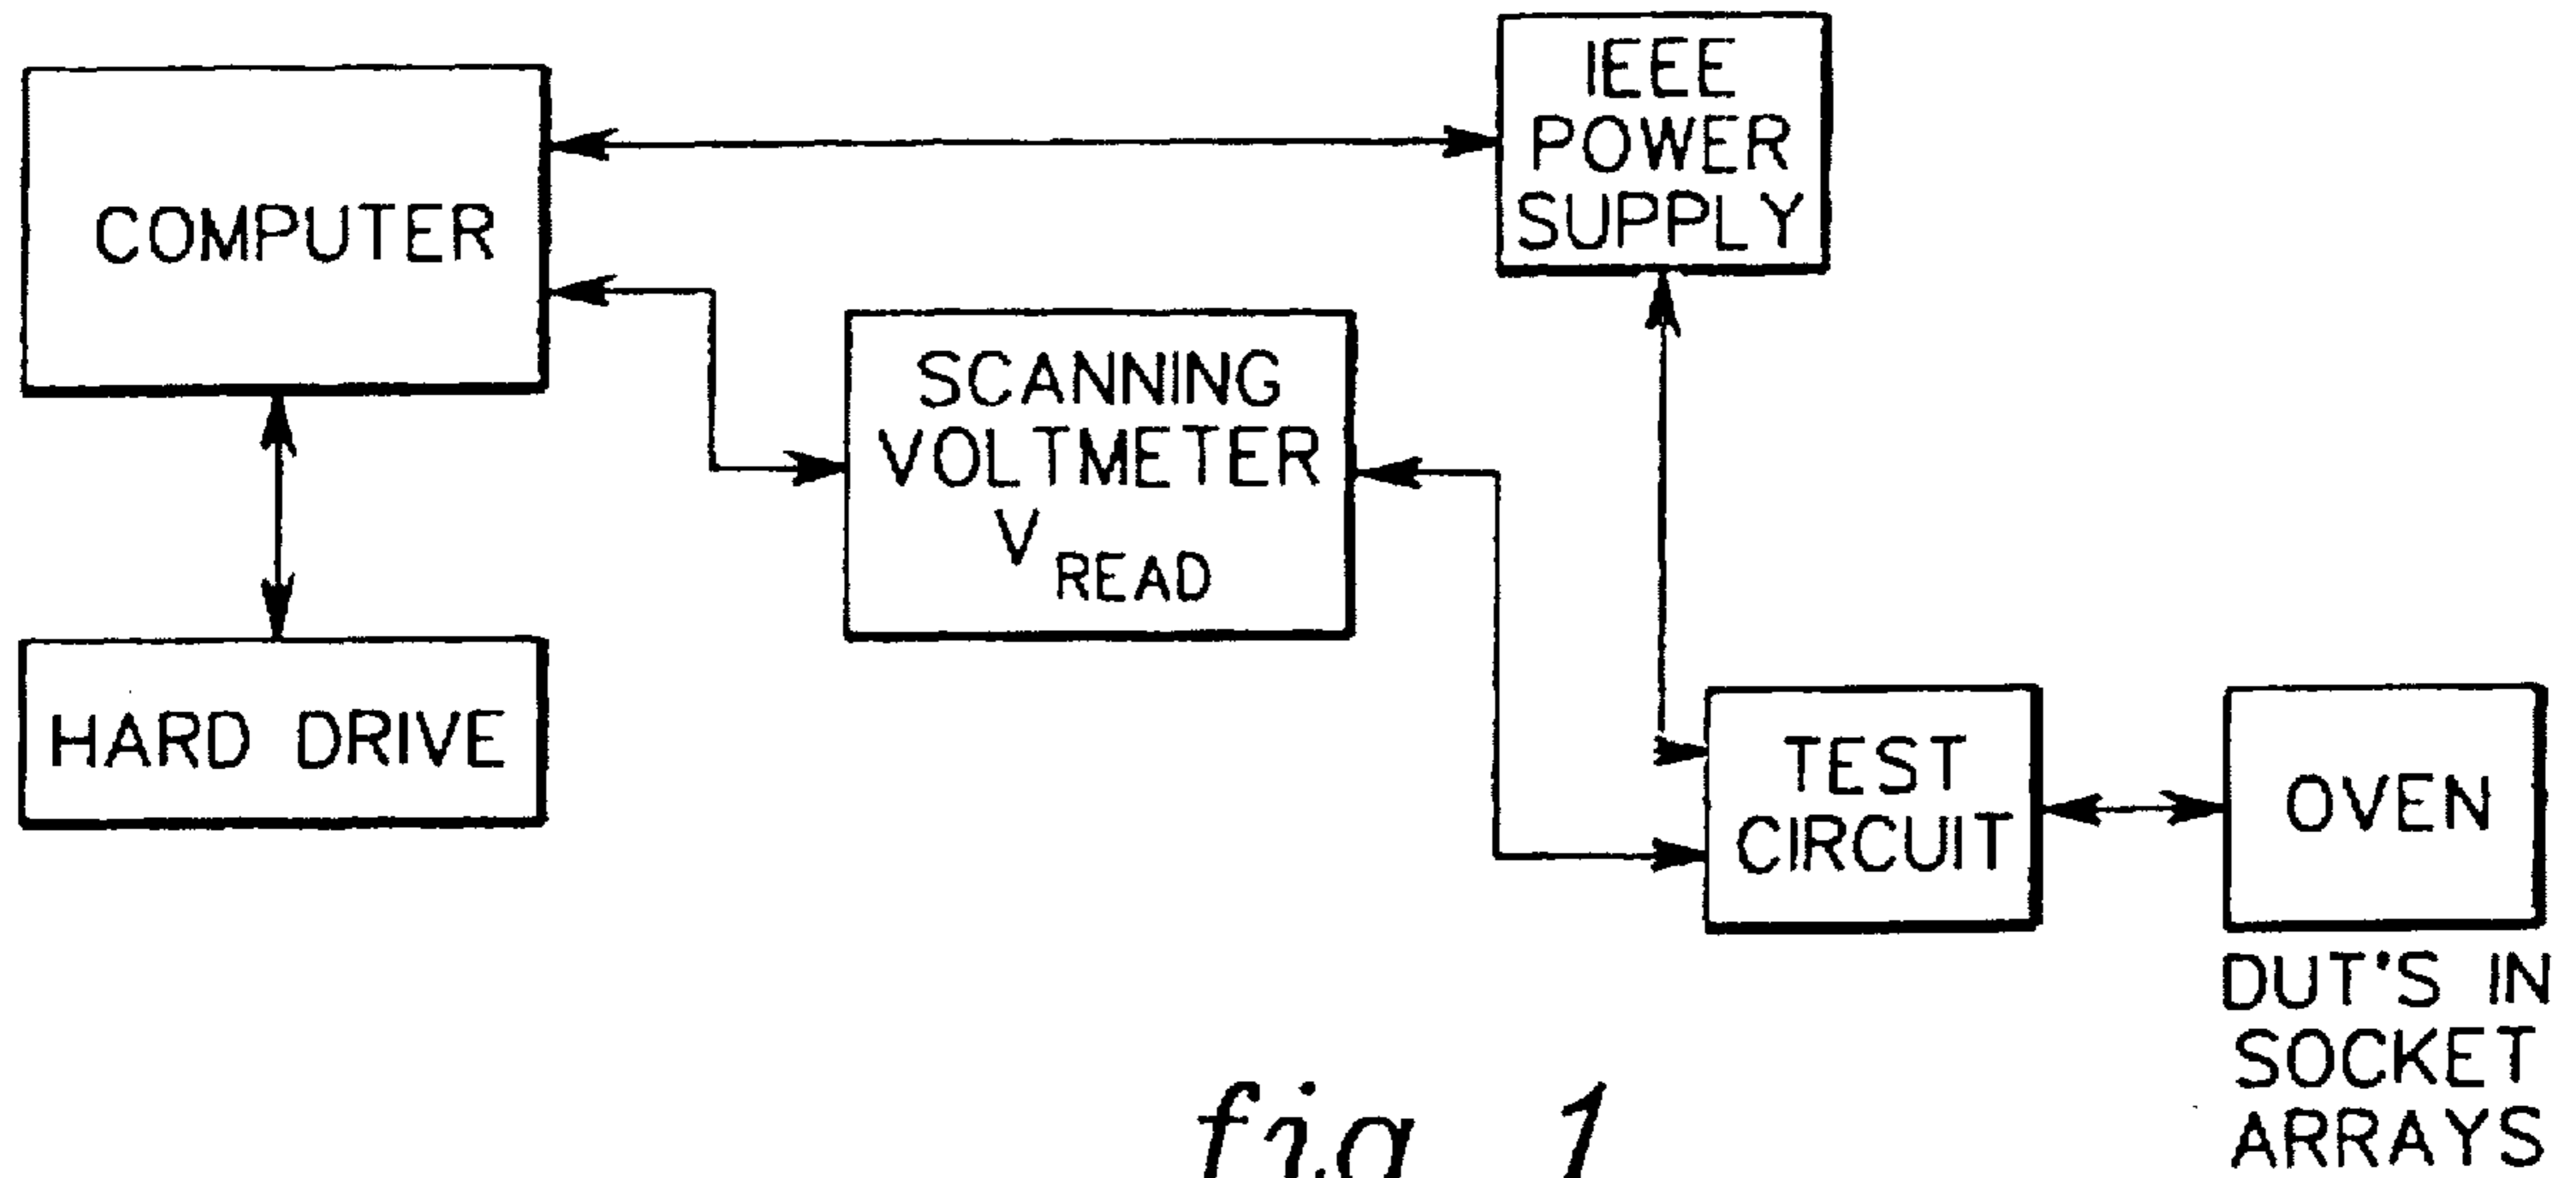 COMPUTER
IEEE
POWER
SUPPLY
SCANNING
VOLTMETER
V READ
HARD DRIVE
TEST
CIRCUIT
OVEN
DUT'S IN
SOCKET
ARRAYS
fig 1